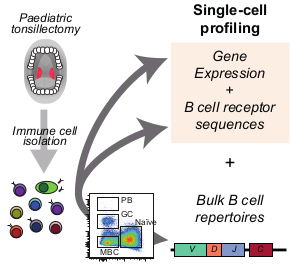 Paediatric
tonsillectomy
Immune cell
isolation
PB
GC
Naïve
MBC
Single-cell
profiling
Gene
Expression
+
B cell receptor
sequences
+
Bulk B cell
repertoires
V D J C